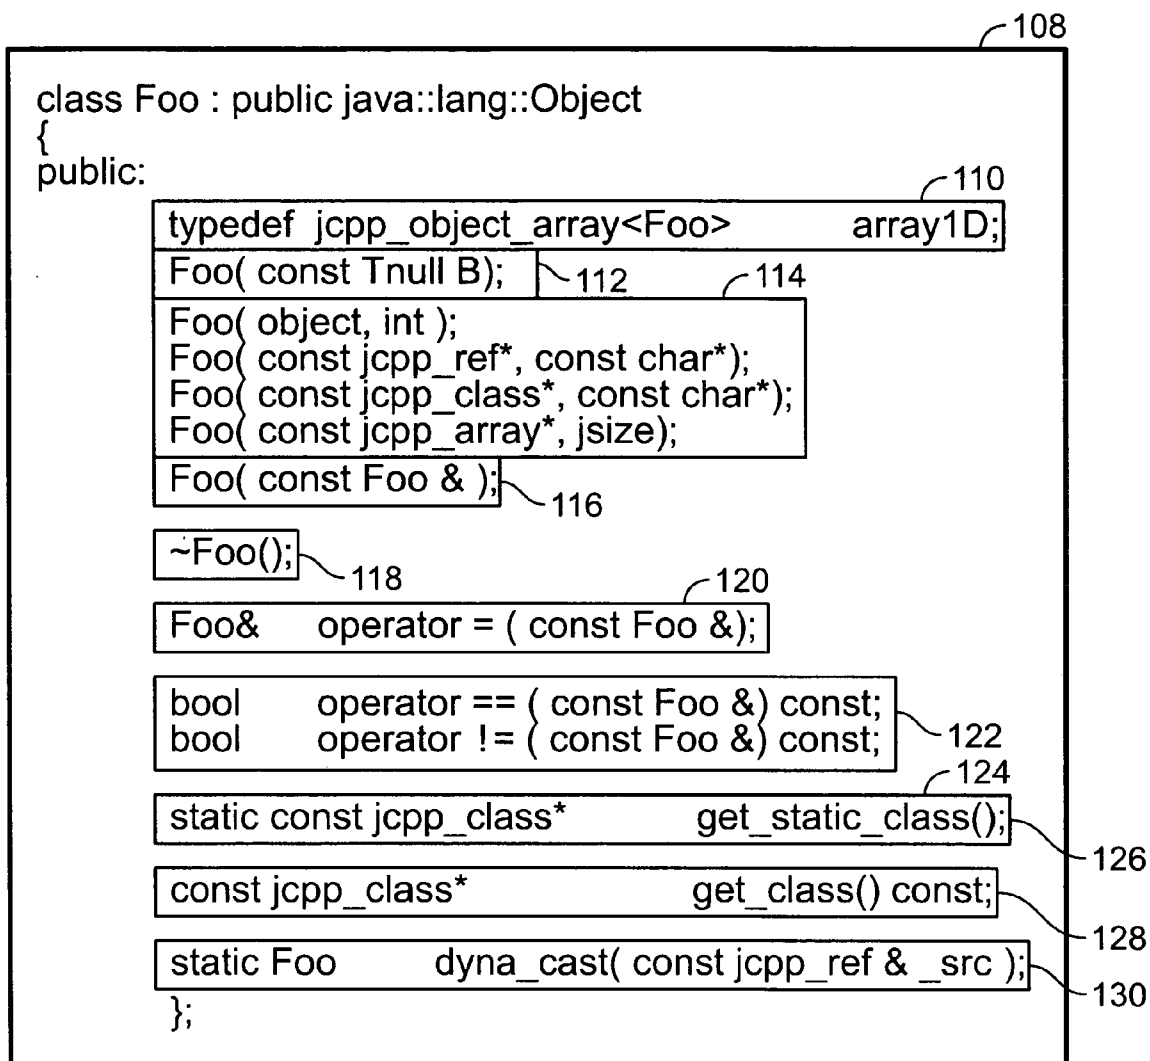 108
class Foo : public java::lang::Object
{
public:
110
typedef jcpp_object_array<Foo> array1D;
Foo( const Tnull B);
112
114
Foo( object, int );
Foo( const jcpp_ref*, const char*);
Foo( const jcpp_class*, const char*);
Foo( const jcpp_array*, jsize);
Foo( const Foo & );
116
~Foo();
118
120
Foo& operator = ( const Foo &);
bool operator == ( const Foo &) const;
bool operator != ( const Foo &) const;
122
124
static const jcpp_class* get_static_class();
126
const jcpp_class* get_class() const;
128
static Foo dyna_cast( const jcpp_ref & _src );
130
};